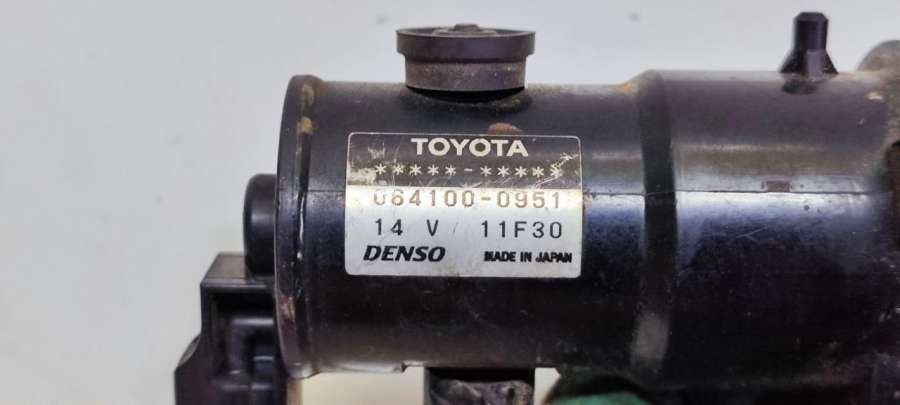 TOYOTA
*****-*****
064100-0951
14 V 11F30
DENSO MADE IN JAPAN